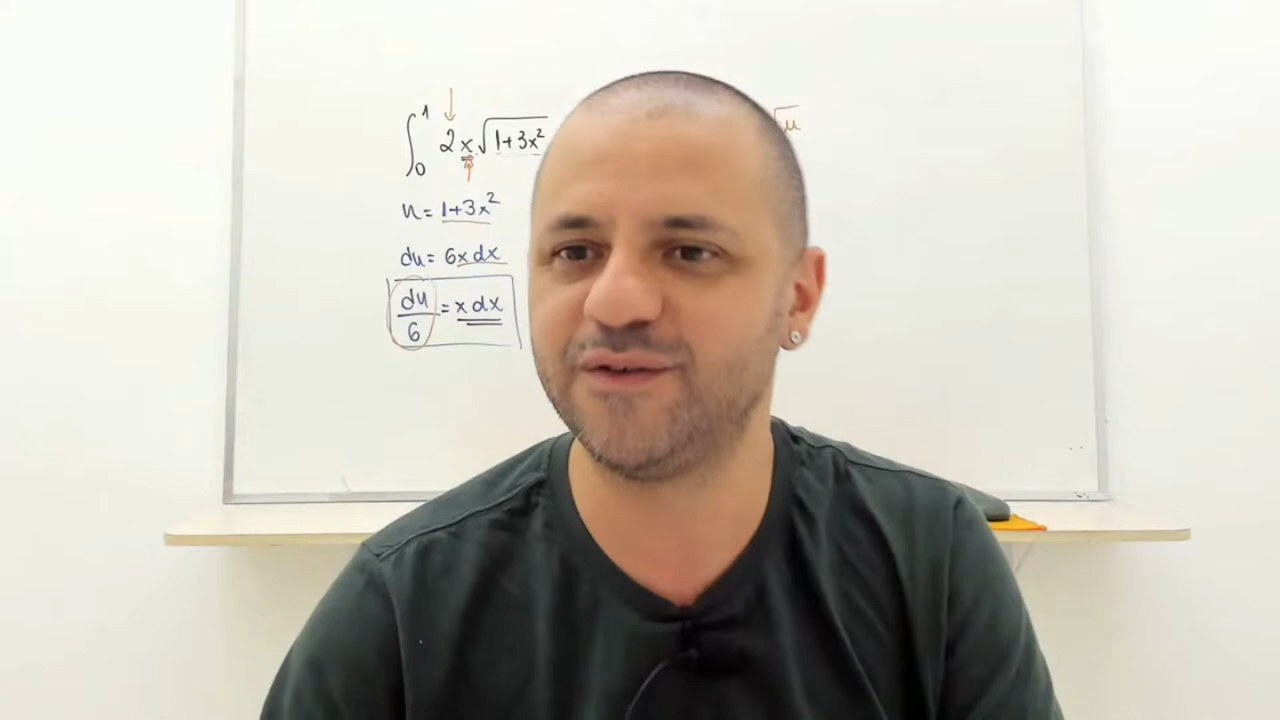 ∫₀¹ 2x√(1+3x²) √u
u = 1+3x²
du = 6x dx
du/6 = x dx